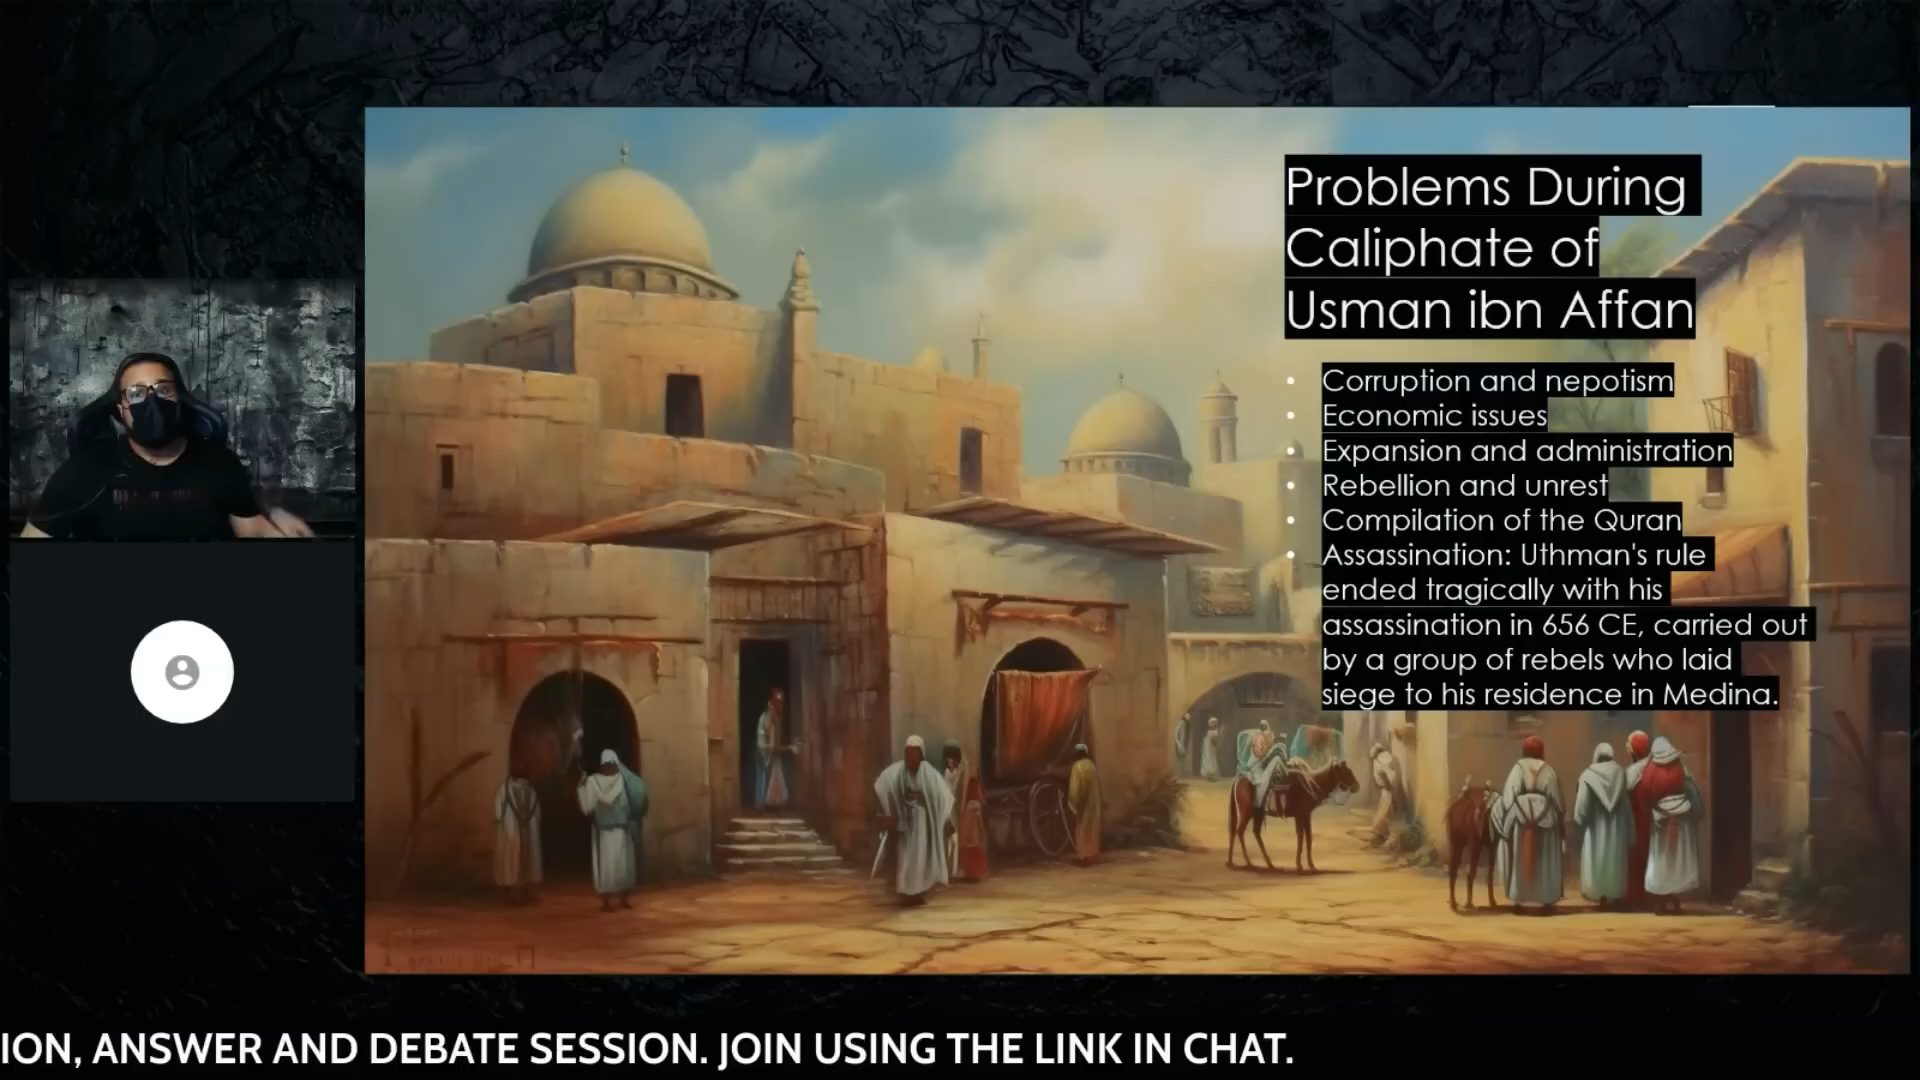 Problems During
Caliphate of
Usman ibn Affan
• Corruption and nepotism
• Economic issues
• Expansion and administration
• Rebellion and unrest
• Compilation of the Quran
• Assassination: Uthman's rule
ended tragically with his
assassination in 656 CE, carried out
by a group of rebels who laid
siege to his residence in Medina.
ION, ANSWER AND DEBATE SESSION. JOIN USING THE LINK IN CHAT.